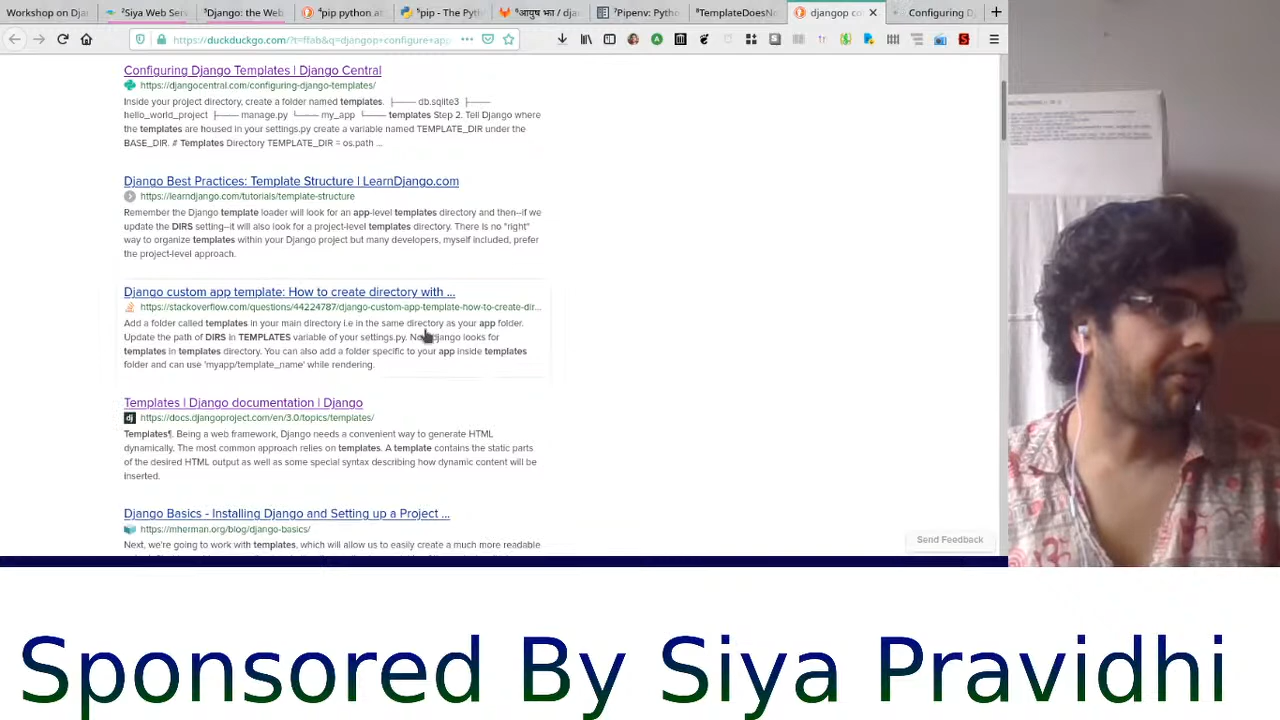 Workshop on Dja
²Siya Web Ser
³Django: the Web
⁴pip python at
⁵pip - The Pyt
⁶आयुष भा / djan
⁷Pipenv: Pytho
⁸TemplateDoesN
djangop co
Configuring D
https://duckduckgo.com/?t=ffab&q=djangop+configure+app
Configuring Django Templates | Django Central
https://djangocentral.com/configuring-django-templates/
Inside your project directory, create a folder named templates. ├── db.sqlite3 ├──
hello_world_project ├── manage.py └── my_app └── templates Step 2. Tell Django where
the templates are housed in your settings.py create a variable named TEMPLATE_DIR under the
BASE_DIR. # Templates Directory TEMPLATE_DIR = os.path ...
Django Best Practices: Template Structure | LearnDjango.com
https://learndjango.com/tutorials/template-structure
Remember the Django template loader will look for an app-level templates directory and then--if we
update the DIRS setting--it will also look for a project-level templates directory. There is no "right"
way to organize templates within your Django project but many developers, myself included, prefer
the project-level approach.
Django custom app template: How to create directory with ...
https://stackoverflow.com/questions/44224787/django-custom-app-template-how-to-create-dir...
Add a folder called templates in your main directory i.e in the same directory as your app folder.
Update the path of DIRS in TEMPLATES variable of your settings.py. django looks for
templates in templates directory. You can also add a folder specific to your app inside templates
folder and can use 'myapp/template_name' while rendering.
Templates | Django documentation | Django
https://docs.djangoproject.com/en/3.0/topics/templates/
Templates¶. Being a web framework, Django needs a convenient way to generate HTML
dynamically. The most common approach relies on templates. A template contains the static parts
of the desired HTML output as well as some special syntax describing how dynamic content will be
inserted.
Django Basics - Installing Django and Setting up a Project ...
https://mherman.org/blog/django-basics/
Next, we're going to work with templates, which will allow us to easily create a much more readable
Send Feedback
Sponsored By Siya Pravidhi